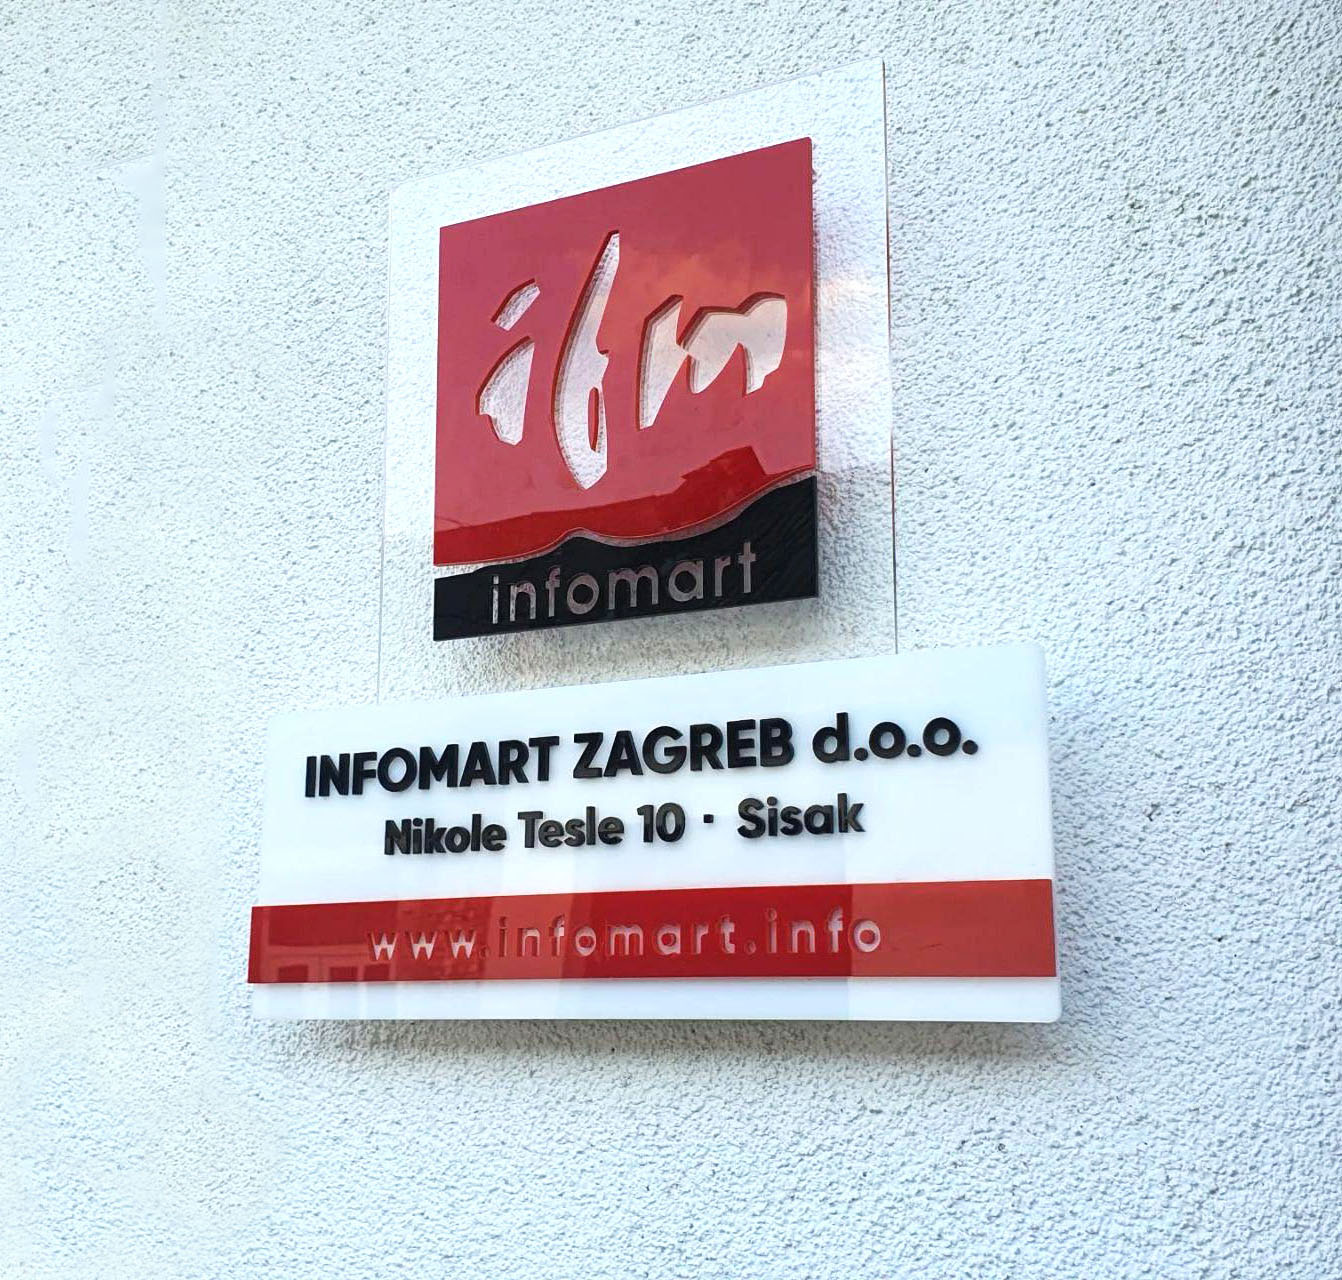 ifm
infomart
INFOMART ZAGREB d.o.o.
Nikole Tesle 10 · Sisak
www.infomart.info